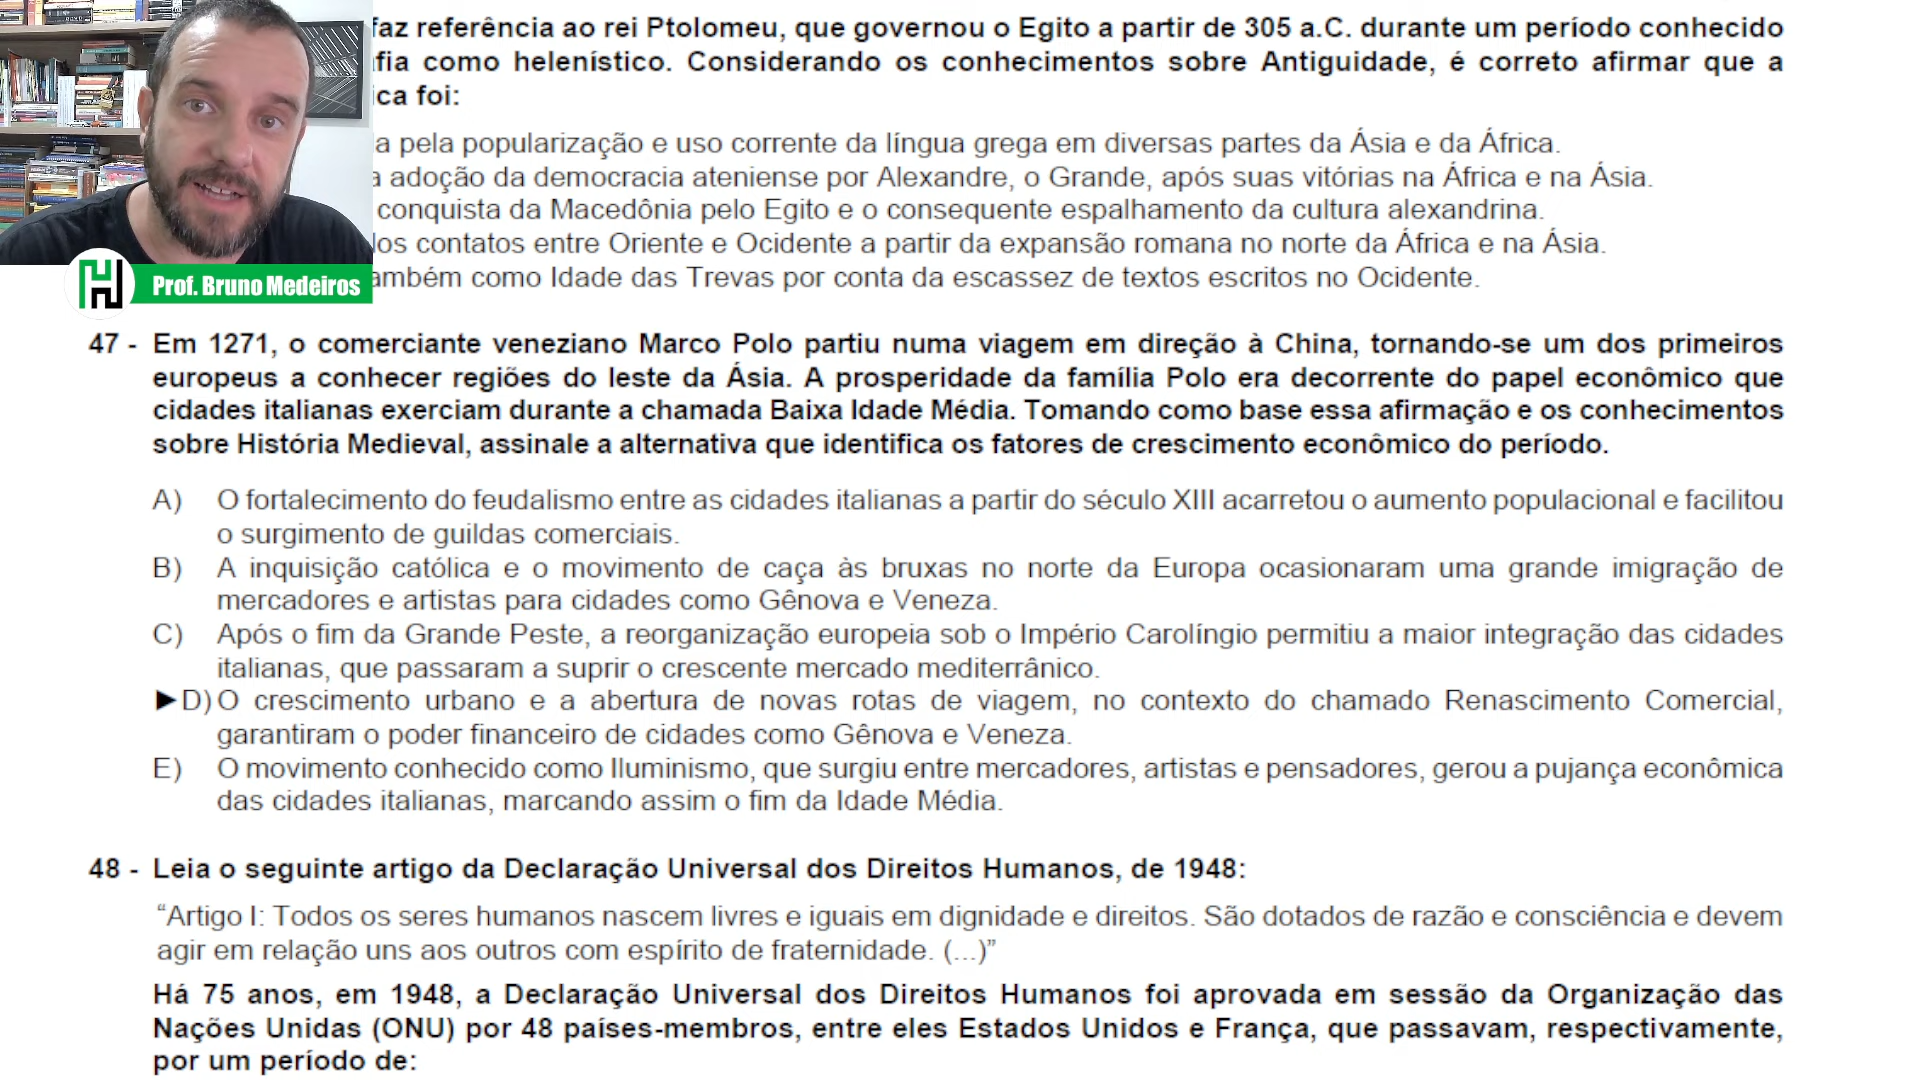 faz referência ao rei Ptolomeu, que governou o Egito a partir de 305 a.C. durante um período conhecido
como helenístico. Considerando os conhecimentos sobre Antiguidade, é correto afirmar que a
foi:
pela popularização e uso corrente da língua grega em diversas partes da Ásia e da África.
adoção da democracia ateniense por Alexandre, o Grande, após suas vitórias na África e na Ásia.
conquista da Macedônia pelo Egito e o consequente espalhamento da cultura alexandrina.
contatos entre Oriente e Ocidente a partir da expansão romana no norte da África e na Ásia.
como Idade das Trevas por conta da escassez de textos escritos no Ocidente.
Prof. Bruno Medeiros
47 - Em 1271, o comerciante veneziano Marco Polo partiu numa viagem em direção à China, tornando-se um dos primeiros
europeus a conhecer regiões do leste da Ásia. A prosperidade da família Polo era decorrente do papel econômico que
cidades italianas exerciam durante a chamada Baixa Idade Média. Tomando como base essa afirmação e os conhecimentos
sobre História Medieval, assinale a alternativa que identifica os fatores de crescimento econômico do período.
A) O fortalecimento do feudalismo entre as cidades italianas a partir do século XIII acarretou o aumento populacional e facilitou
o surgimento de guildas comerciais.
B) A inquisição católica e o movimento de caça às bruxas no norte da Europa ocasionaram uma grande imigração de
mercadores e artistas para cidades como Gênova e Veneza.
C) Após o fim da Grande Peste, a reorganização europeia sob o Império Carolíngio permitiu a maior integração das cidades
italianas, que passaram a suprir o crescente mercado mediterrânico.
►D) O crescimento urbano e a abertura de novas rotas de viagem, no contexto do chamado Renascimento Comercial,
garantiram o poder financeiro de cidades como Gênova e Veneza.
E) O movimento conhecido como Iluminismo, que surgiu entre mercadores, artistas e pensadores, gerou a pujança econômica
das cidades italianas, marcando assim o fim da Idade Média.
48 - Leia o seguinte artigo da Declaração Universal dos Direitos Humanos, de 1948:
“Artigo I: Todos os seres humanos nascem livres e iguais em dignidade e direitos. São dotados de razão e consciência e devem
agir em relação uns aos outros com espírito de fraternidade. (...)”
Há 75 anos, em 1948, a Declaração Universal dos Direitos Humanos foi aprovada em sessão da Organização das
Nações Unidas (ONU) por 48 países-membros, entre eles Estados Unidos e França, que passavam, respectivamente,
por um período de: